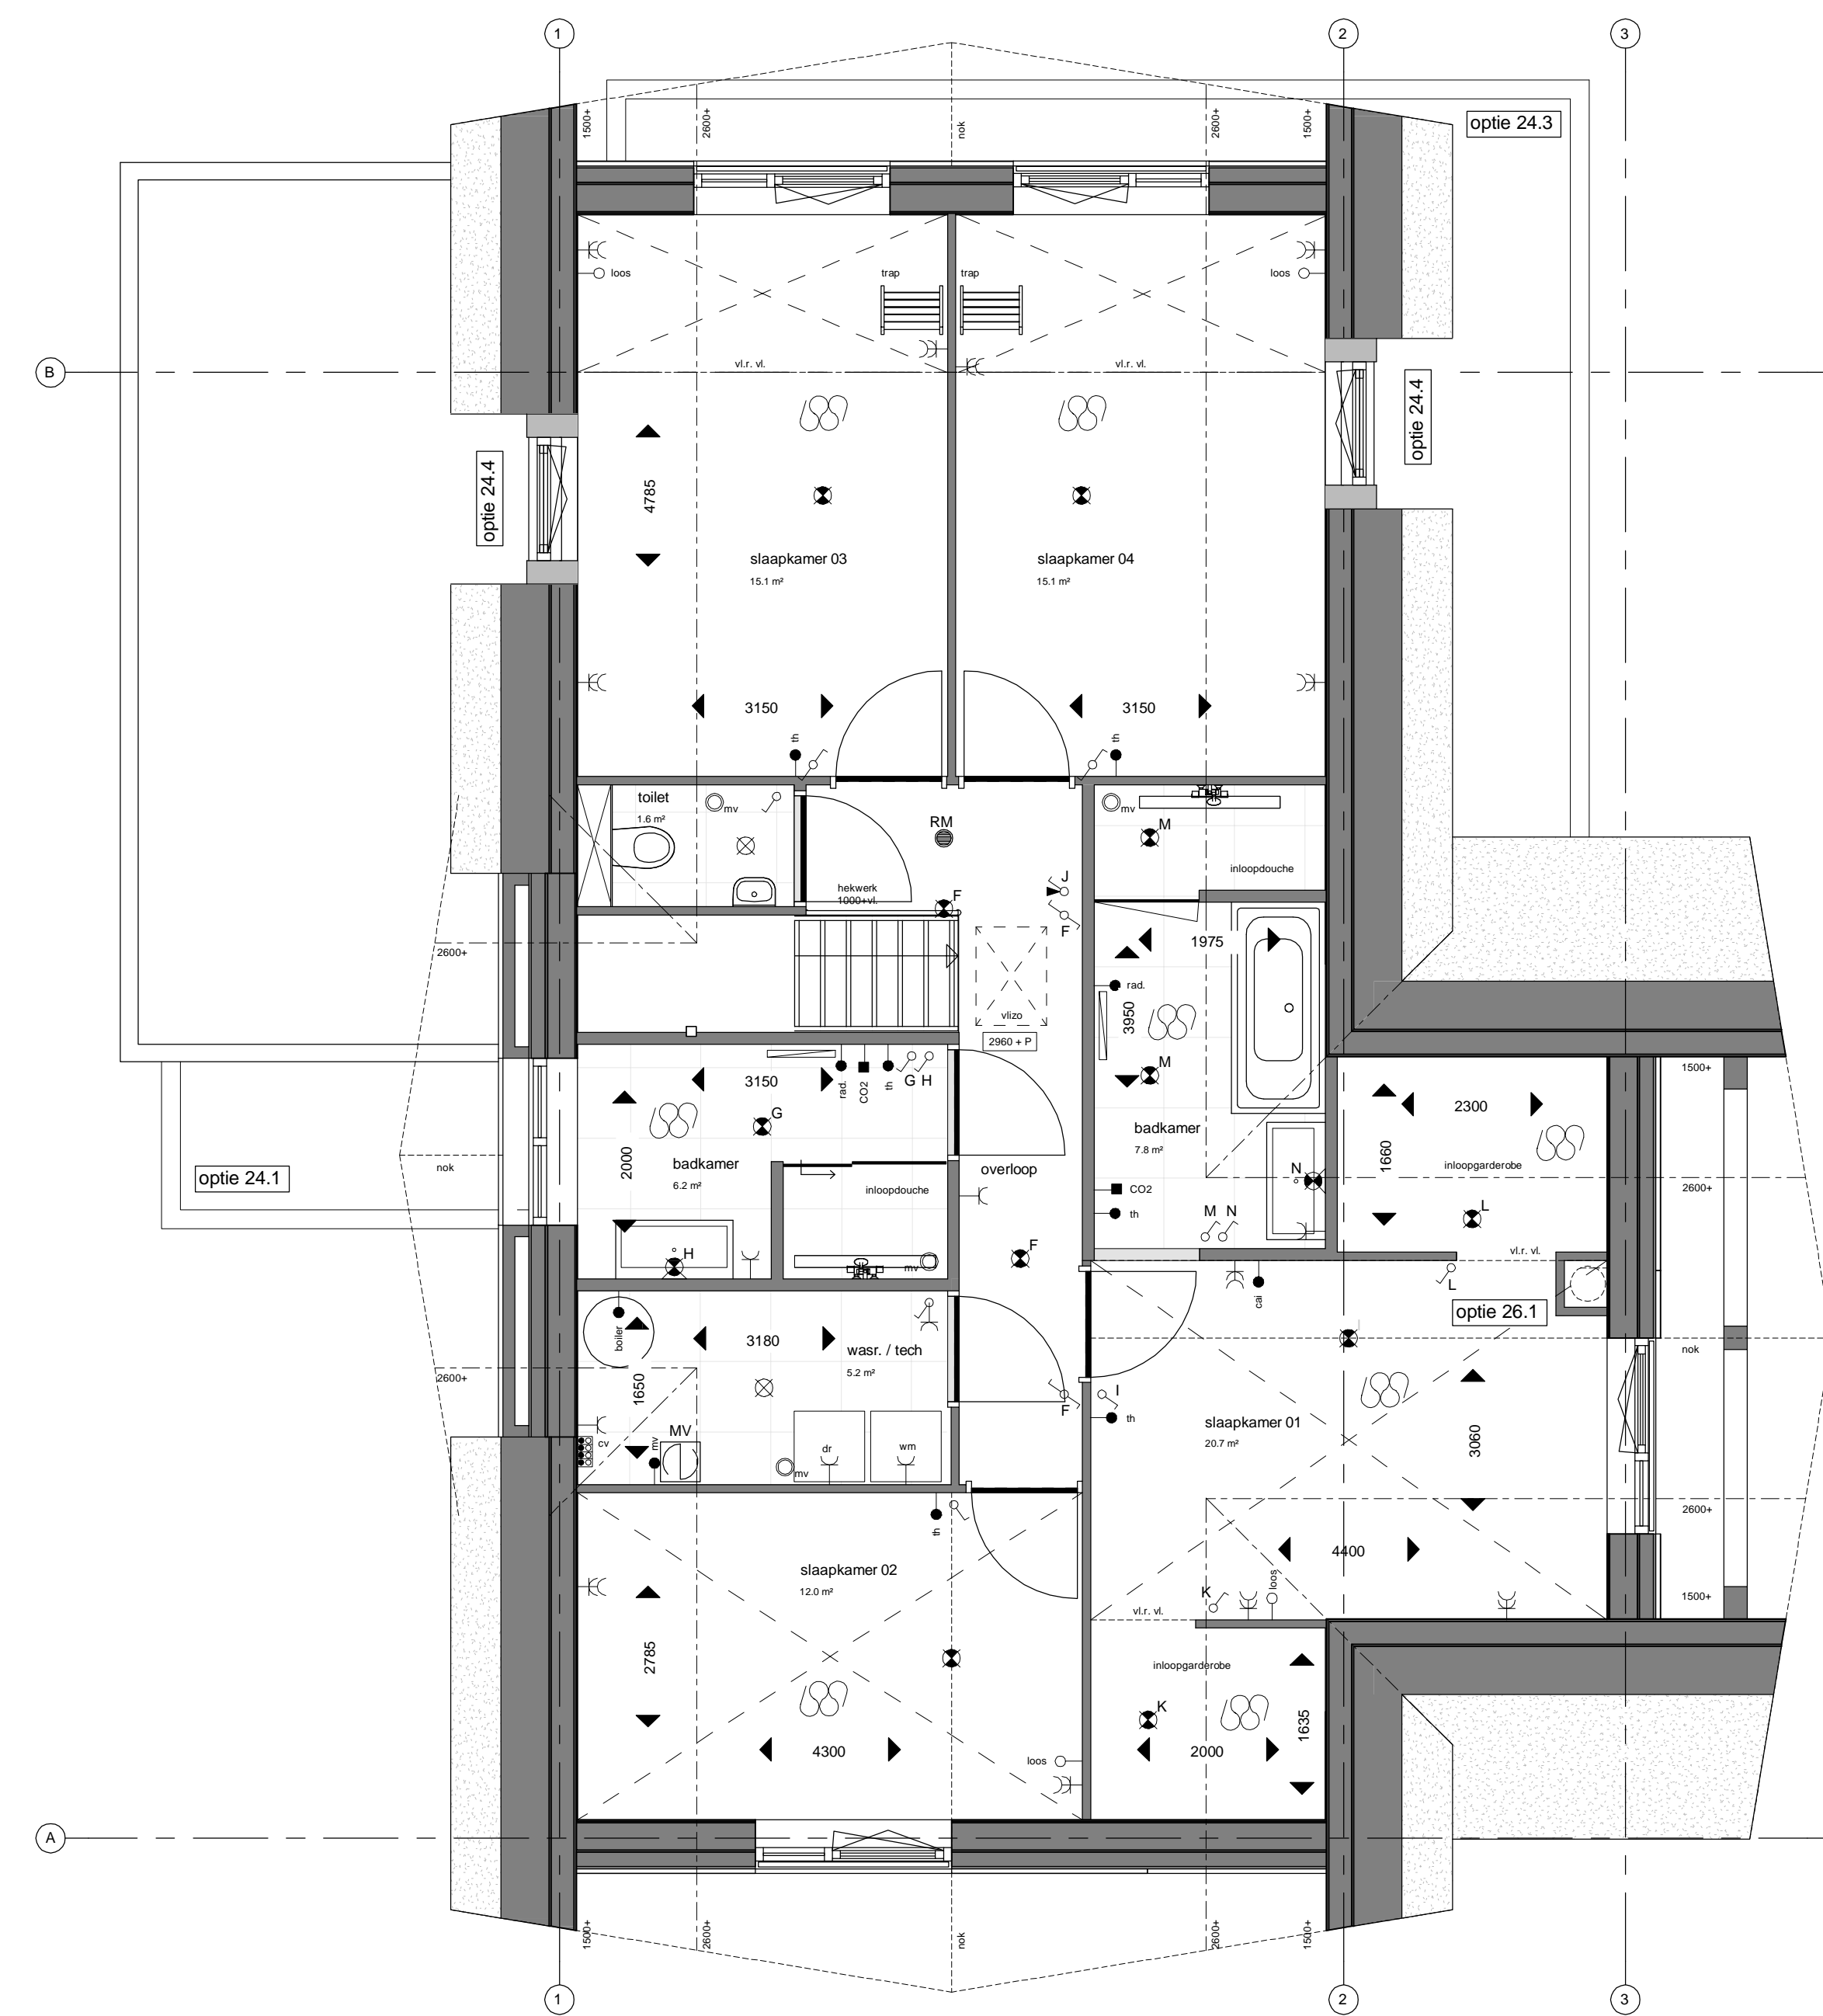 1
2
3
optie 24.3
1500+
2600+
nok
2600+
1500+
loos
trap
trap
loos
B
vl.r. vl.
vl.r. vl.
optie 24.4
optie 24.4
4785
slaapkamer 03
15.1 m²
slaapkamer 04
15.1 m²
3150
3150
th
th
toilet
1.6 m²
mv
RM
mv
M
inloopdouche
hekwerk
1000+vl.
F
J
F
1975
2600+
rad.
3950
vlizo
2960 + P
M
3150
rad.
CO2
th
G
H
G
2000
badkamer
6.2 m²
inloopdouche
overloop
badkamer
7.8 m²
1500+
2300
1660
inloopgarderobe
nok
optie 24.1
N
2600+
CO2
th
M
N
L
H
mv
F
vl.r. vl.
cai
L
optie 26.1
boiler
3180
wasr. / tech
5.2 m²
nok
2600+
1650
F
I
th
slaapkamer 01
20.7 m²
3060
cv
mv
MV
mv
dr
wm
th
2600+
4400
slaapkamer 02
12.0 m²
K
loos
1500+
vl.r. vl.
2785
inloopgarderobe
K
1635
4300
2000
loos
A
1500+
2600+
nok
2600+
1500+
1
2
3